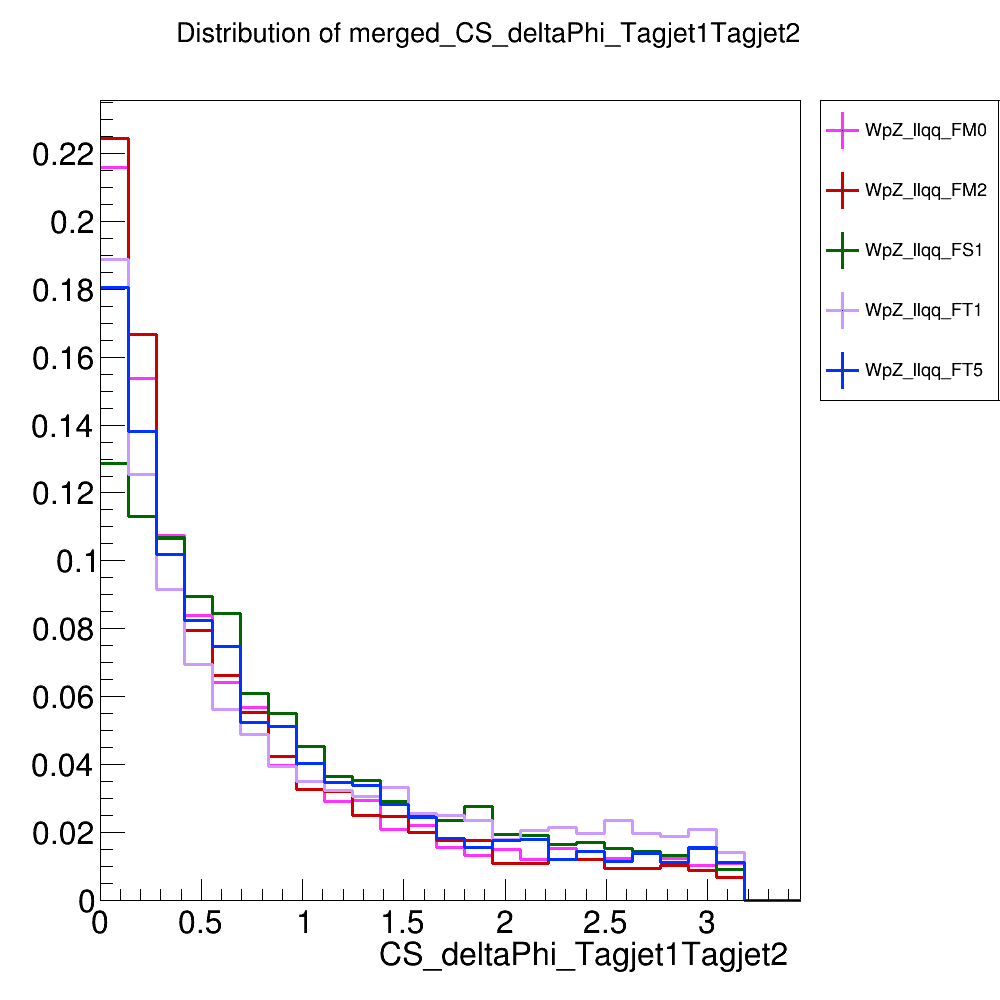 Distribution of merged_CS_deltaPhi_Tagjet1Tagjet2
WpZ_llqq_FM0
WpZ_llqq_FM2
WpZ_llqq_FS1
WpZ_llqq_FT1
WpZ_llqq_FT5
0.22
0.2
0.18
0.16
0.14
0.12
0.1
0.08
0.06
0.04
0.02
0
0 0.5 1 1.5 2 2.5 3
CS_deltaPhi_Tagjet1Tagjet2